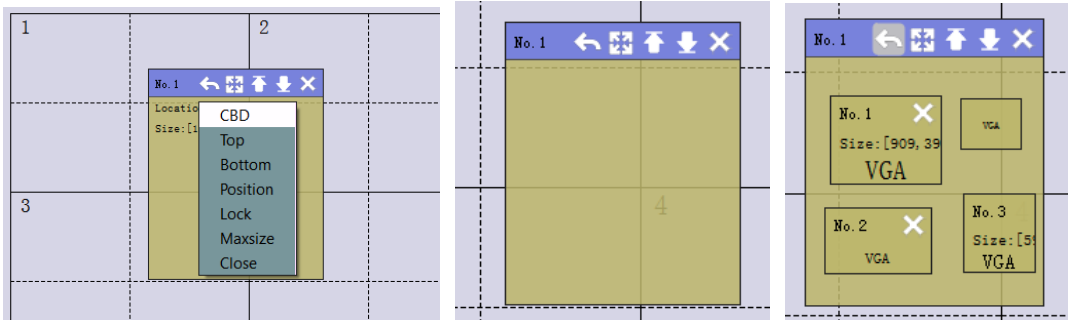 1
2
No. 1
Locatio
Size:[1
CBD
Top
Bottom
Position
Lock
Maxsize
Close
3
No. 1
4
No. 1
No. 1
Size:[909, 39
VGA
VGA
No. 2
VGA
No. 3
Size:[59
VGA